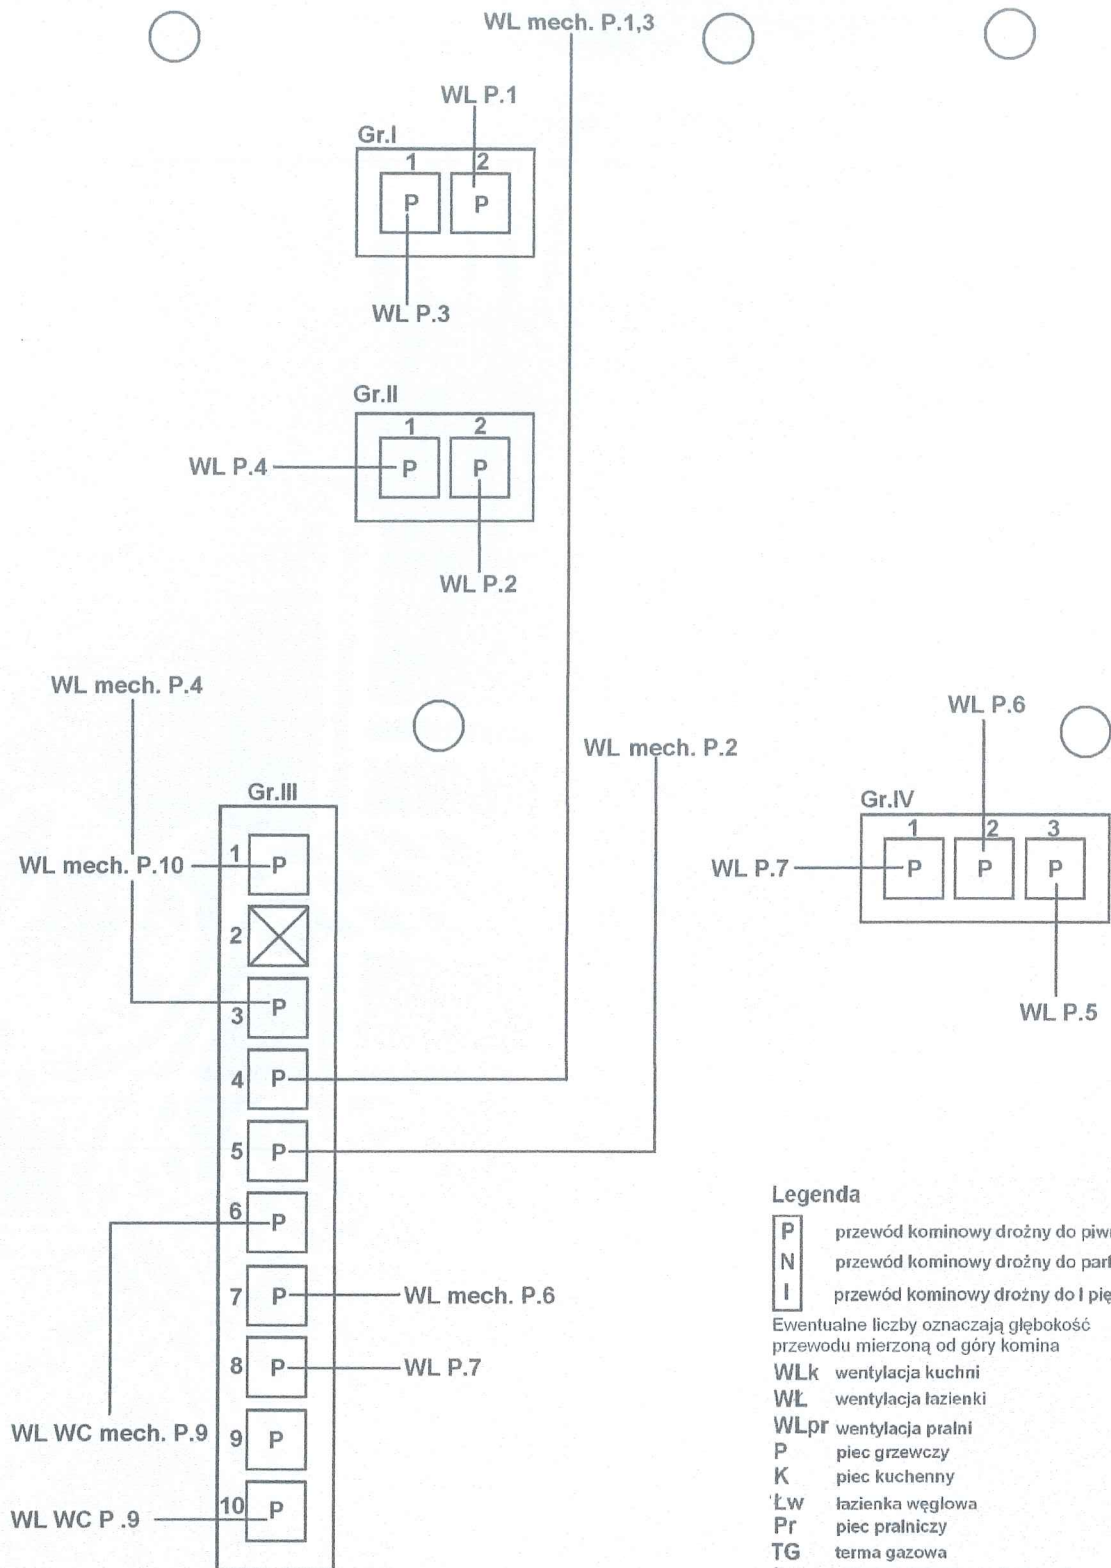 WL mech. P.1,3
WL P.1
Gr.I
1 2
P P
WL P.3
Gr.II
1 2
WL P.4 P P
WL P.2
WL mech. P.4
WL P.6
WL mech. P.2
Gr.III
Gr.IV
1 2 3
WL mech. P.10 1 P
WL P.7 P P P
2
3 P
WL P.5
4 P
5 P
6 P
7 P WL mech. P.6
8 P WL P.7
WL WC mech. P.9 9 P
WL WC P .9 10 P
Legenda
P przewód kominowy drożny do piwn
N przewód kominowy drożny do part
I przewód kominowy drożny do I pię
Ewentualne liczby oznaczają głębokość
przewodu mierzoną od góry komina
WLk wentylacja kuchni
WŁ wentylacja łazienki
WLpr wentylacja pralni
P piec grzewczy
K piec kuchenny
Łw łazienka węglowa
Pr piec pralniczy
TG terma gazowa